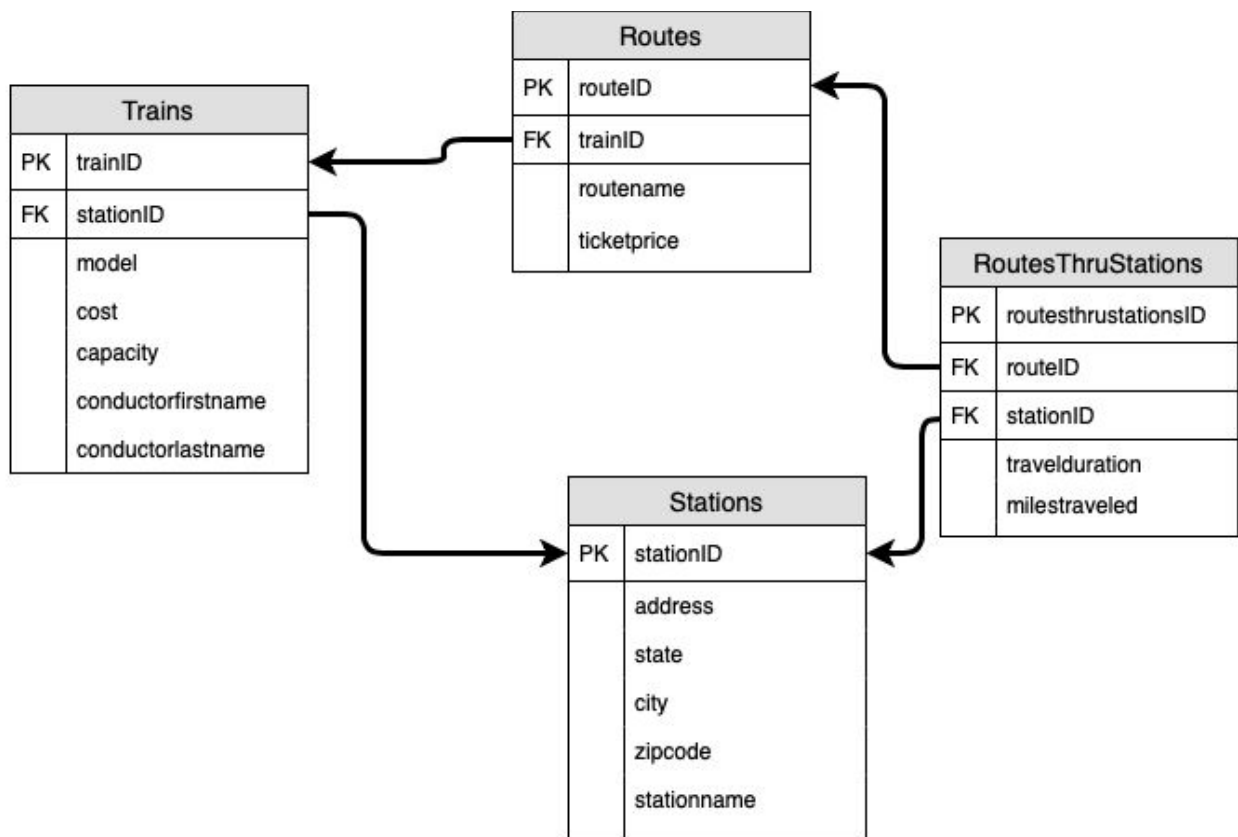 Routes
PK routeID
FK trainID
routename
ticketprice
Trains
PK trainID
FK stationID
model
cost
capacity
conductorfirstname
conductorlastname
RoutesThruStations
PK routesthrustationsID
FK routeID
FK stationID
travelduration
milestraveled
Stations
PK stationID
address
state
city
zipcode
stationname